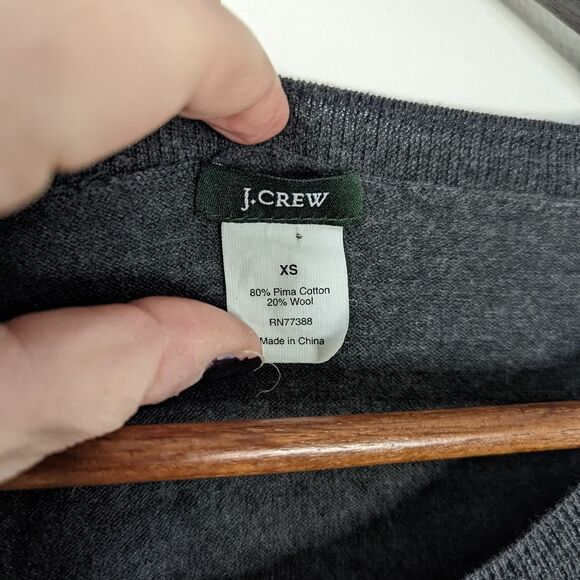 J.CREW
XS
80% Pima Cotton
20% Wool
RN77388
Made in China